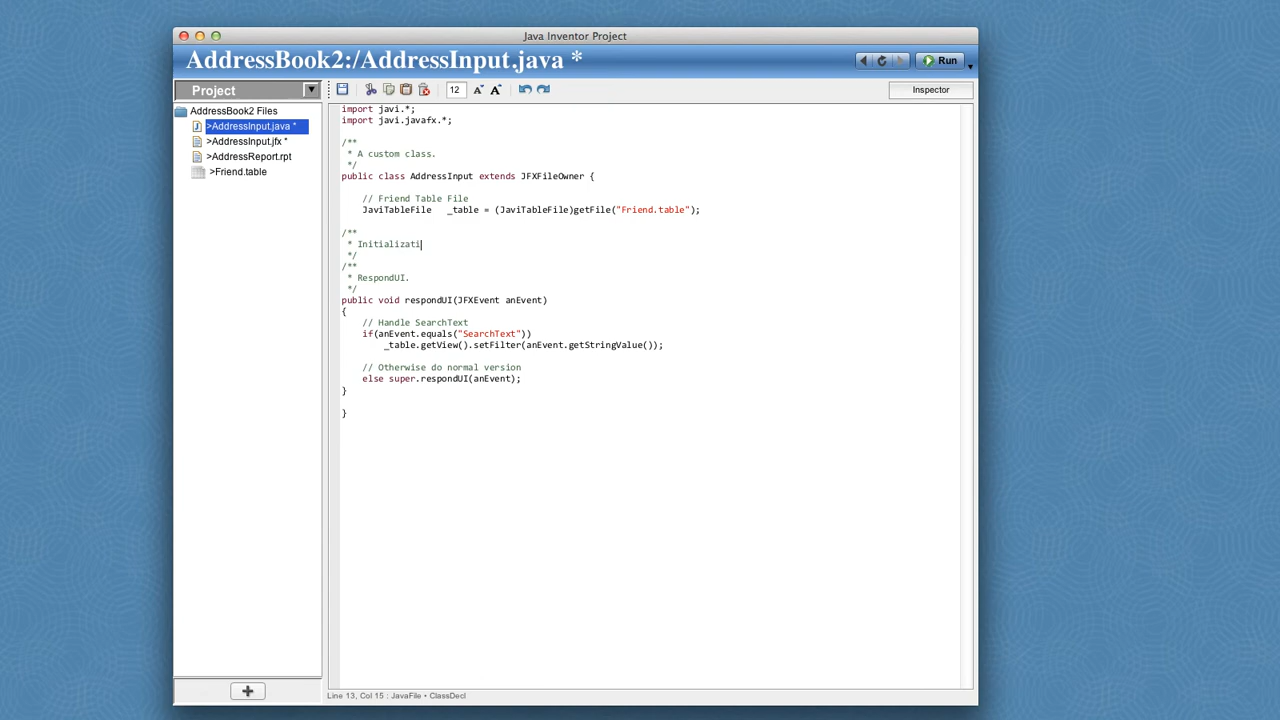 Java Inventor Project
AddressBook2:/AddressInput.java *
Run
Project
12
Inspector
AddressBook2 Files
>AddressInput.java *
>AddressInput.jfx *
>AddressReport.rpt
>Friend.table
import javi.*;
import javi.javafx.*;
/**
* A custom class.
*/
public class AddressInput extends JFXFileOwner {
// Friend Table File
JaviTableFile _table = (JaviTableFile)getFile("Friend.table");
/**
* Initializati
*/
/**
* RespondUI.
*/
public void respondUI(JFXEvent anEvent)
{
// Handle SearchText
if(anEvent.equals("SearchText"))
_table.getView().setFilter(anEvent.getStringValue());
// Otherwise do normal version
else super.respondUI(anEvent);
}
}
Line 13, Col 15 : JavaFile • ClassDecl